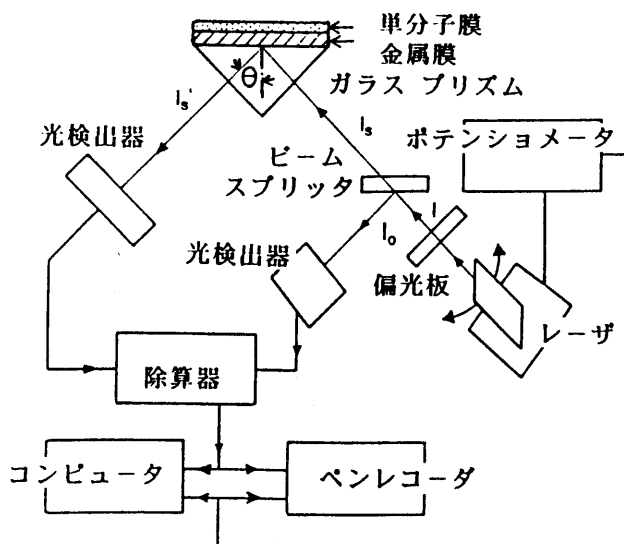 単分子膜
金属膜
θ
ガラス プリズム
Is'
Is
光検出器
ポテンショメータ
ビーム
スプリッタ
I
Io
光検出器
偏光板
レーザ
除算器
コンピュータ
ペンレコーダ